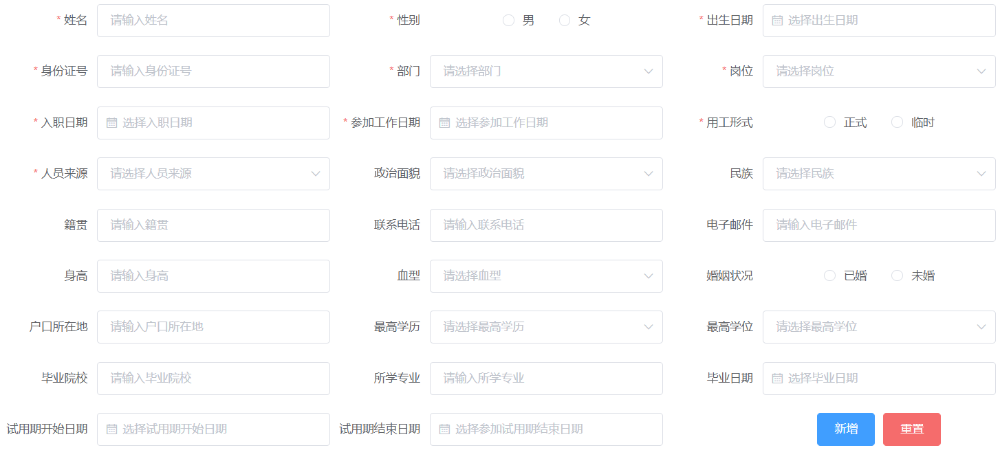 * 姓名 请输入姓名 * 性别 男 女 * 出生日期 选择出生日期
* 身份证号 请输入身份证号 * 部门 请选择部门 * 岗位 请选择岗位
* 入职日期 选择入职日期 * 参加工作日期 选择参加工作日期 * 用工形式 正式 临时
* 人员来源 请选择人员来源 政治面貌 请选择政治面貌 民族 请选择民族
籍贯 请输入籍贯 联系电话 请输入联系电话 电子邮件 请输入电子邮件
身高 请输入身高 血型 请选择血型 婚姻状况 已婚 未婚
户口所在地 请输入户口所在地 最高学历 请选择最高学历 最高学位 请选择最高学位
毕业院校 请输入毕业院校 所学专业 请输入所学专业 毕业日期 选择毕业日期
试用期开始日期 选择试用期开始日期 试用期结束日期 选择参加试用期结束日期 新增 重置